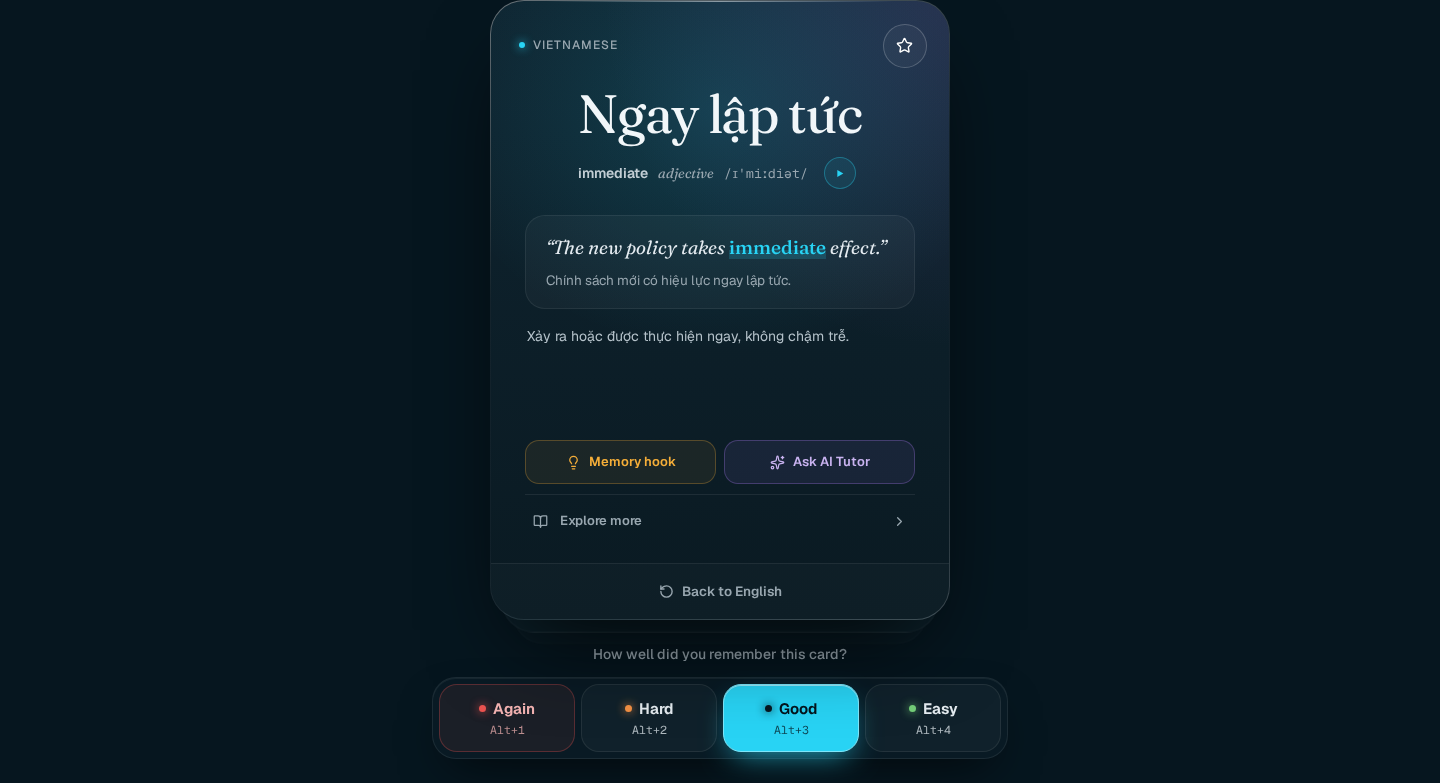 VIETNAMESE
Ngay lập tức
immediate adjective /ɪˈmiːdiət/
“The new policy takes immediate effect.”
Chính sách mới có hiệu lực ngay lập tức.
Xảy ra hoặc được thực hiện ngay, không chậm trễ.
Memory hook Ask AI Tutor
Explore more
Back to English
How well did you remember this card?
Again Hard Good Easy
Alt+1 Alt+2 Alt+3 Alt+4